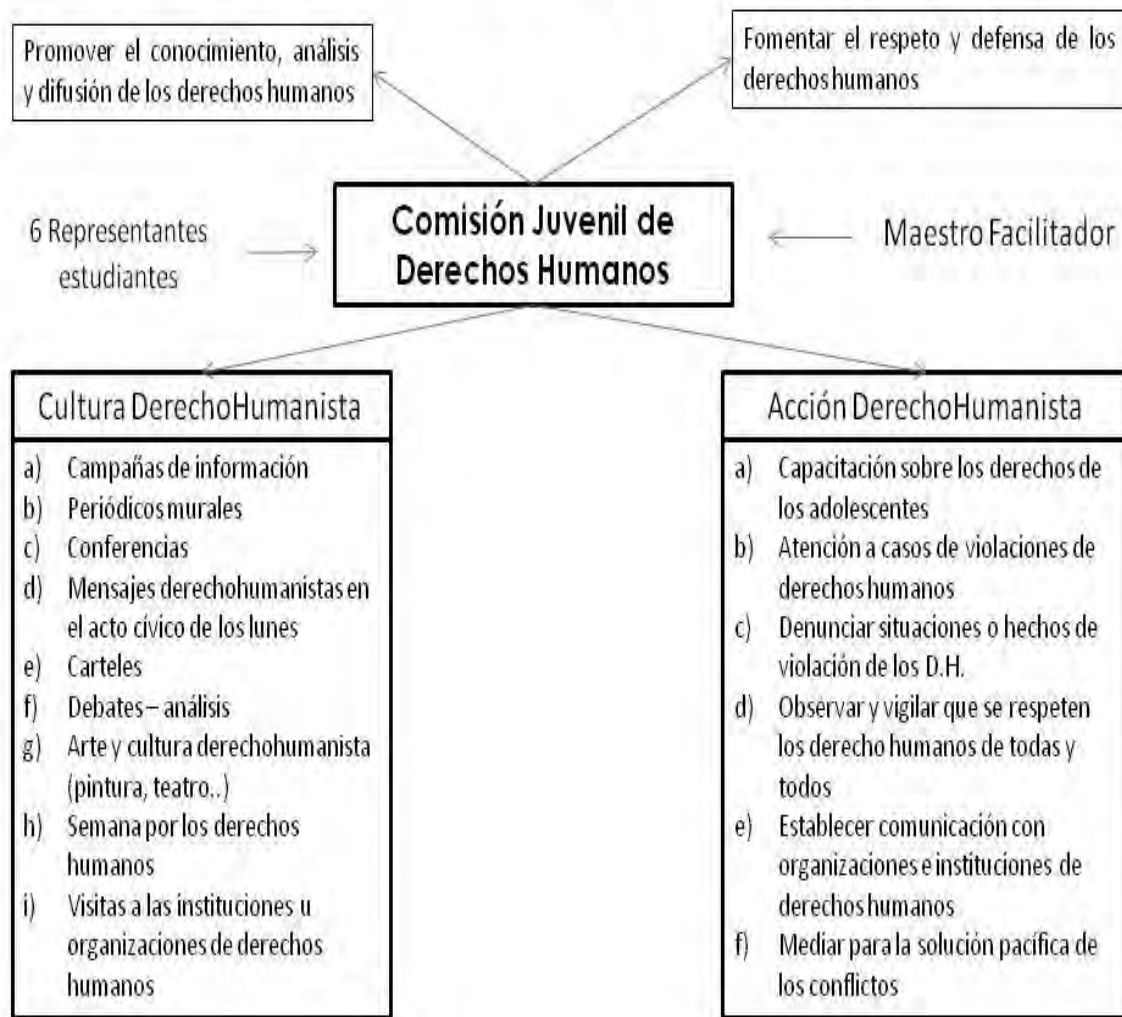 Promover el conocimiento, análisis
y difusión de los derechos humanos
Fomentar el respeto y defensa de los
derechos humanos
6 Representantes
estudiantes
Comisión Juvenil de
Derechos Humanos
Maestro Facilitador
Cultura DerechoHumanista
a) Campañas de información
b) Periódicos murales
c) Conferencias
d) Mensajes derechohumanistas en
el acto cívico de los lunes
e) Carteles
f) Debates – análisis
g) Arte y cultura derechohumanista
(pintura, teatro..)
h) Semana por los derechos
humanos
i) Visitas a las instituciones u
organizaciones de derechos
humanos
Acción DerechoHumanista
a) Capacitación sobre los derechos de
los adolescentes
b) Atención a casos de violaciones de
derechos humanos
c) Denunciar situaciones o hechos de
violación de los D.H.
d) Observar y vigilar que se respeten
los derecho humanos de todas y
todos
e) Establecer comunicación con
organizaciones e instituciones de
derechos humanos
f) Mediar para la solución pacífica de
los conflictos